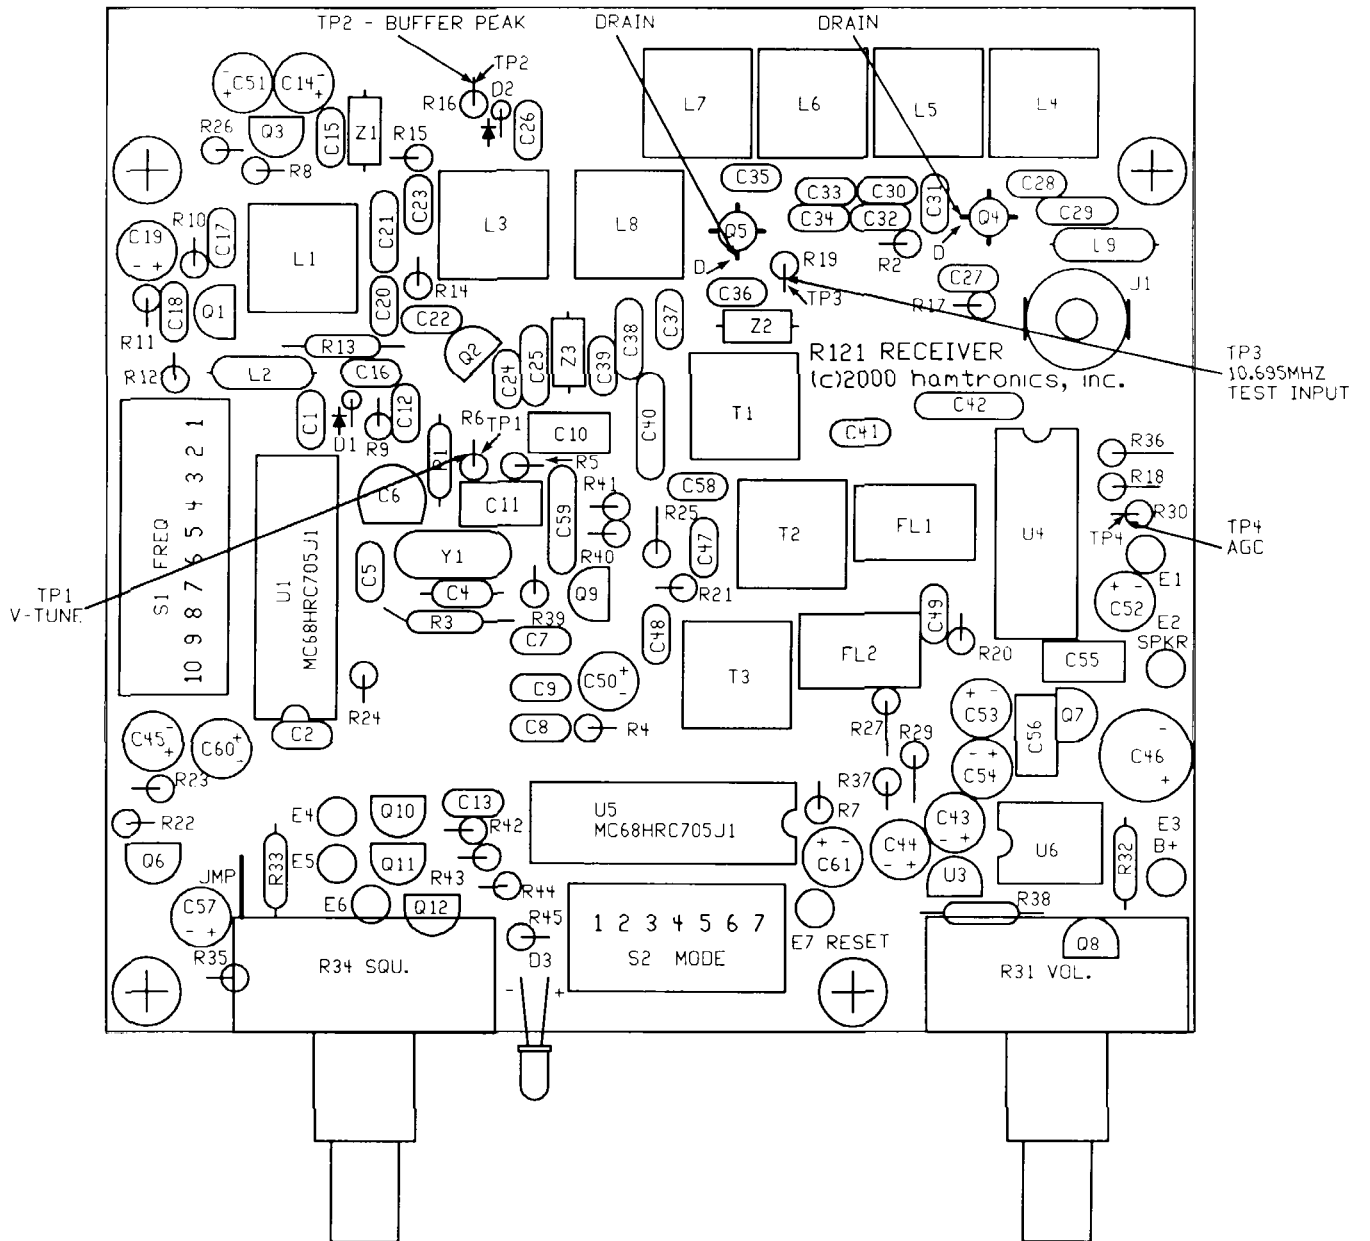 TP2 - BUFFER PEAK
DRAIN
DRAIN
TP2
D2
R16
C51
C14
C15
Z1
C26
L7
L6
L5
L4
R26
Q3
R8
R15
C23
C21
L3
L8
C35
C33
C30
C31
C28
C34
C32
C29
Q5
Q4
D
D
R2
L9
C19
R10
C17
L1
R19
TP3
C27
R14
C36
R17
J1
R11
C18
Q1
C20
C22
C38
C37
Z2
R13
Q2
C24
C25
Z3
C39
R121 RECEIVER
(c)2000 hamtronics, inc.
TP3
10.695MHZ
TEST INPUT
R12
L2
C16
C1
D1
R9
C12
R6
TP1
C10
C40
T1
C42
C41
R1
R5
R36
R18
R30
TP4
TP4
AGC
C6
C11
C59
R41
C58
R25
C47
T2
FL1
U4
E1
S1 FREQ
10 9 8 7 6 5 4 3 2 1
U1
MC68HRC705J1
C5
Y1
R40
C4
R39
Q9
R21
C52
TP1
V-TUNE
R3
C7
C48
FL2
C49
R20
E2
SPKR
C55
R24
C9
C50
T3
C8
R4
R27
C53
C56
Q7
C2
C45
C60
R29
C54
C46
R23
R37
R22
E4
Q10
C13
R42
U5
MC68HRC705J1
R7
C43
C44
C61
U6
R32
E3
B+
Q6
R33
E5
Q11
R43
R44
U3
JMP
C57
E6
Q12
R45
1 2 3 4 5 6 7
S2 MODE
E7 RESET
R38
Q8
R35
R34 SQU.
D3
R31 VOL.